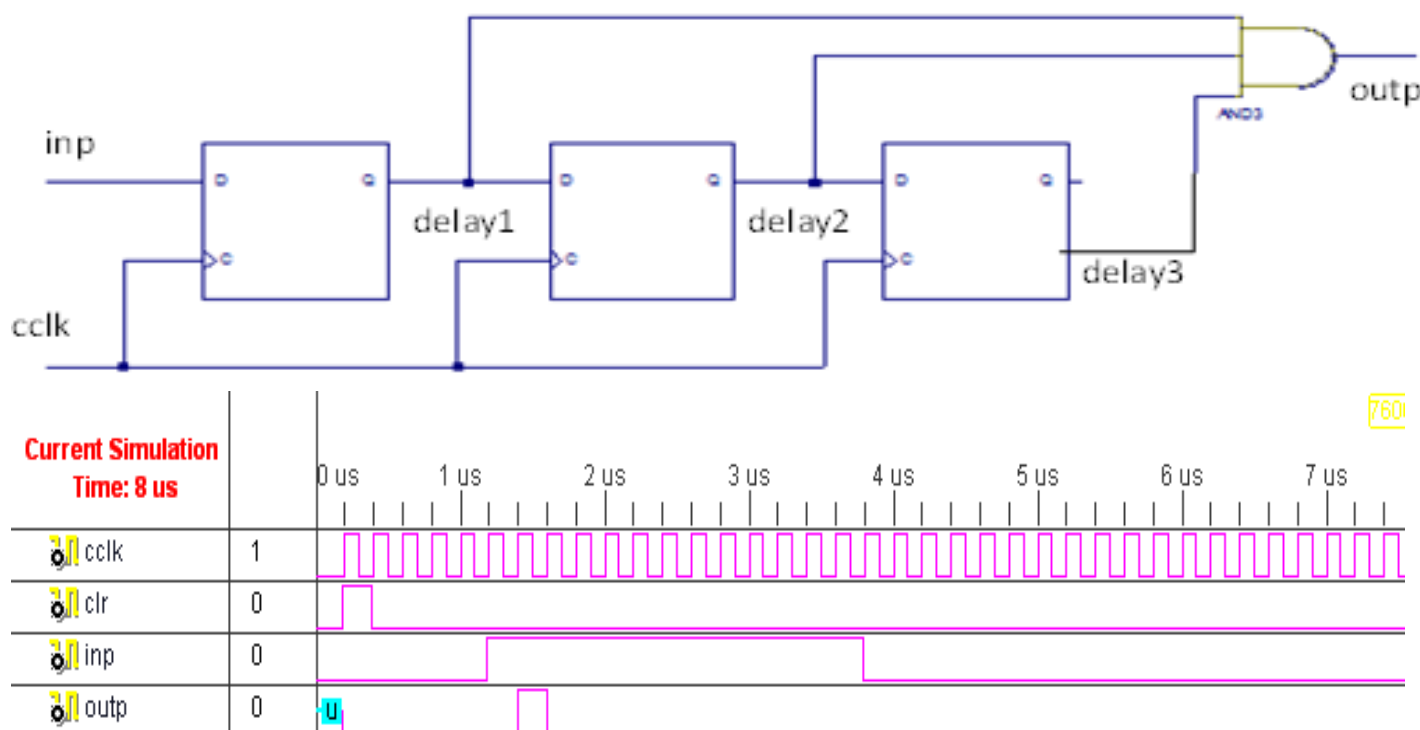 outp
AND3
inp
D Q
delay1
D Q
delay2
D Q
C
C
C
delay3
cclk
760
Current Simulation
Time: 8 us
0 us 1 us 2 us 3 us 4 us 5 us 6 us 7 us
cclk 1
clr 0
inp 0
outp 0 u